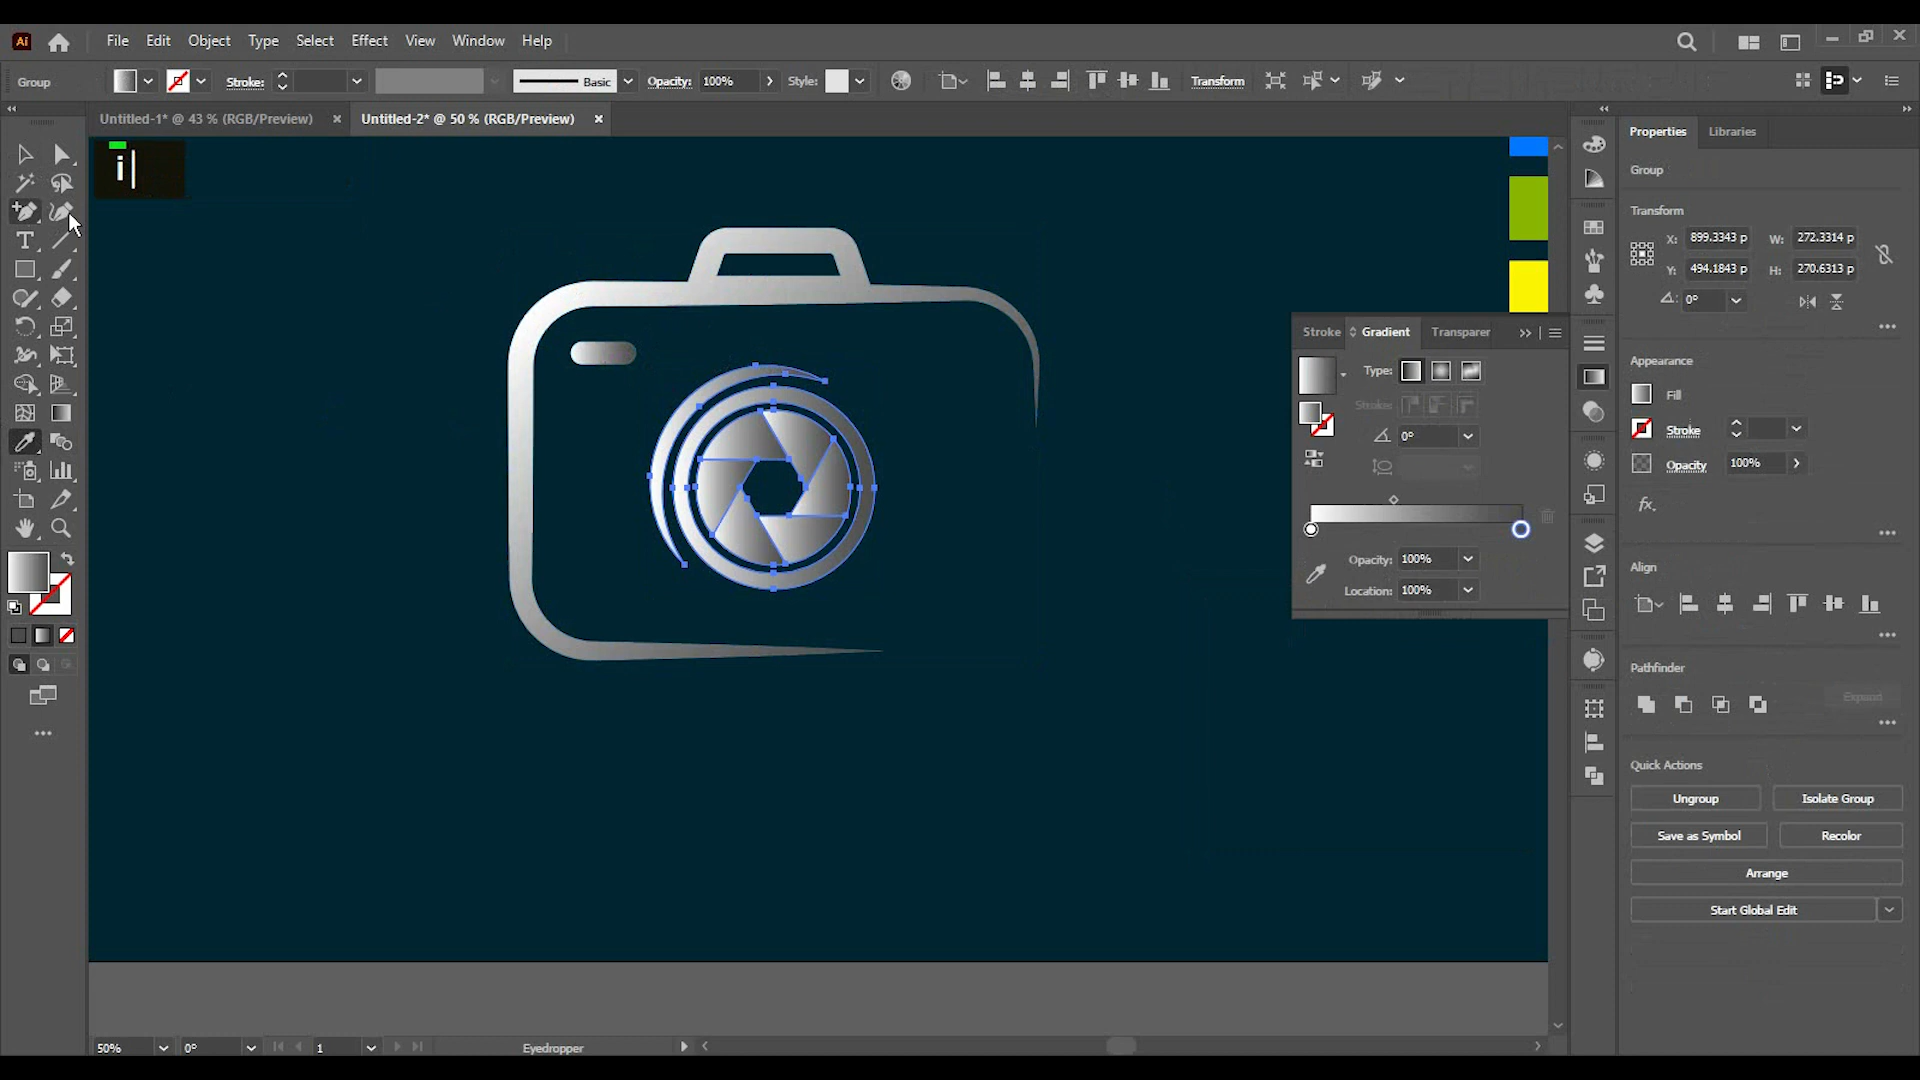 Ai File Edit Object Type Select Effect View Window Help
Group Stroke: Basic Opacity: 100% Style: Transform
Untitled-1* @ 43 % (RGB/Preview) Untitled-2* @ 50 % (RGB/Preview)
i
Properties Libraries
Group
Transform
X: 899.3343 p W: 272.3314 p
Y: 494.1843 p H: 270.6313 p
0°
Appearance
Fill
Stroke
Opacity 100%
fx.
Align
Pathfinder
Expand
Quick Actions
Ungroup Isolate Group
Save as Symbol Recolor
Arrange
Start Global Edit
Stroke Gradient Transparer
Type:
Stroke:
0°
Opacity: 100%
Location: 100%
50% 0° 1 Eyedropper